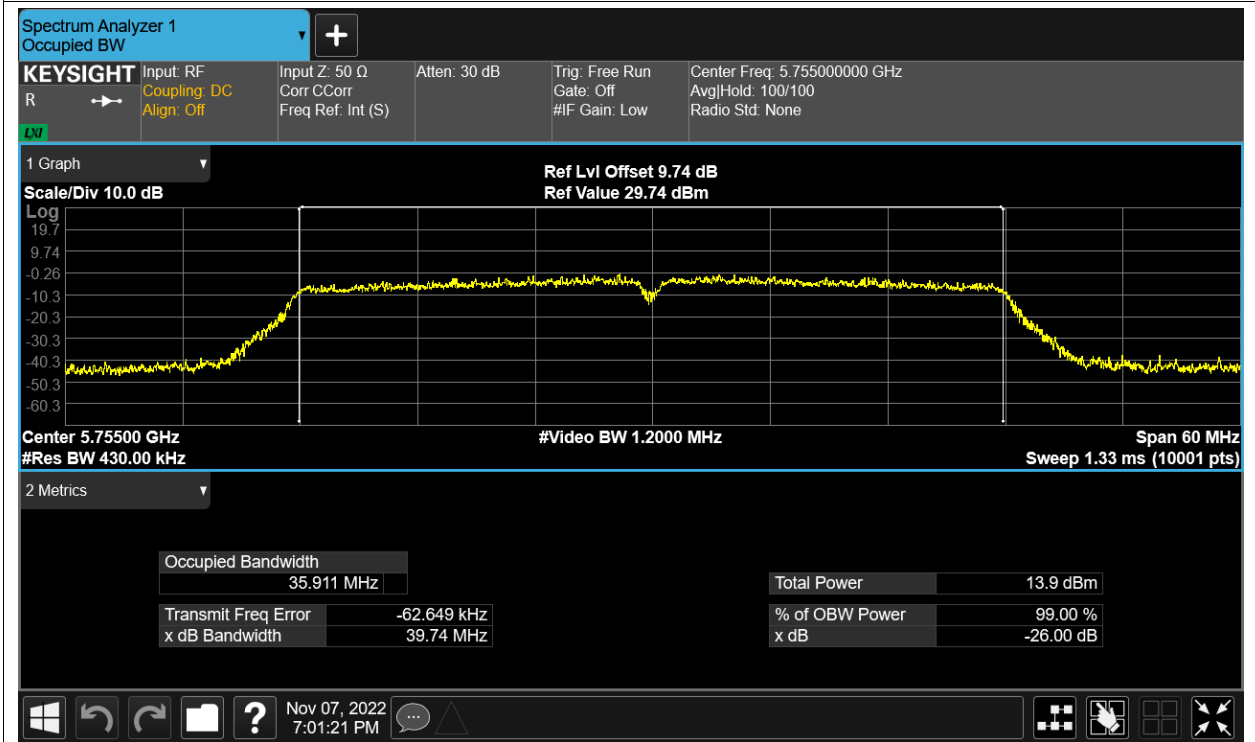 Spectrum Analyzer 1
Occupied BW
KEYSIGHT
R
LXI
Input: RF
Coupling: DC
Align: Off
Input Z: 50 Ω
Corr CCorr
Freq Ref: Int (S)
Atten: 30 dB
Trig: Free Run
Gate: Off
#IF Gain: Low
Center Freq: 5.755000000 GHz
Avg|Hold: 100/100
Radio Std: None
1 Graph
Scale/Div 10.0 dB
Ref Lvl Offset 9.74 dB
Ref Value 29.74 dBm
Log
19.7
9.74
-0.26
-10.3
-20.3
-30.3
-40.3
-50.3
-60.3
Center 5.75500 GHz
#Res BW 430.00 kHz
#Video BW 1.2000 MHz
Span 60 MHz
Sweep 1.33 ms (10001 pts)
2 Metrics
Occupied Bandwidth
35.911 MHz
Transmit Freq Error -62.649 kHz
x dB Bandwidth 39.74 MHz
Total Power 13.9 dBm
% of OBW Power 99.00 %
x dB -26.00 dB
?
Nov 07, 2022
7:01:21 PM